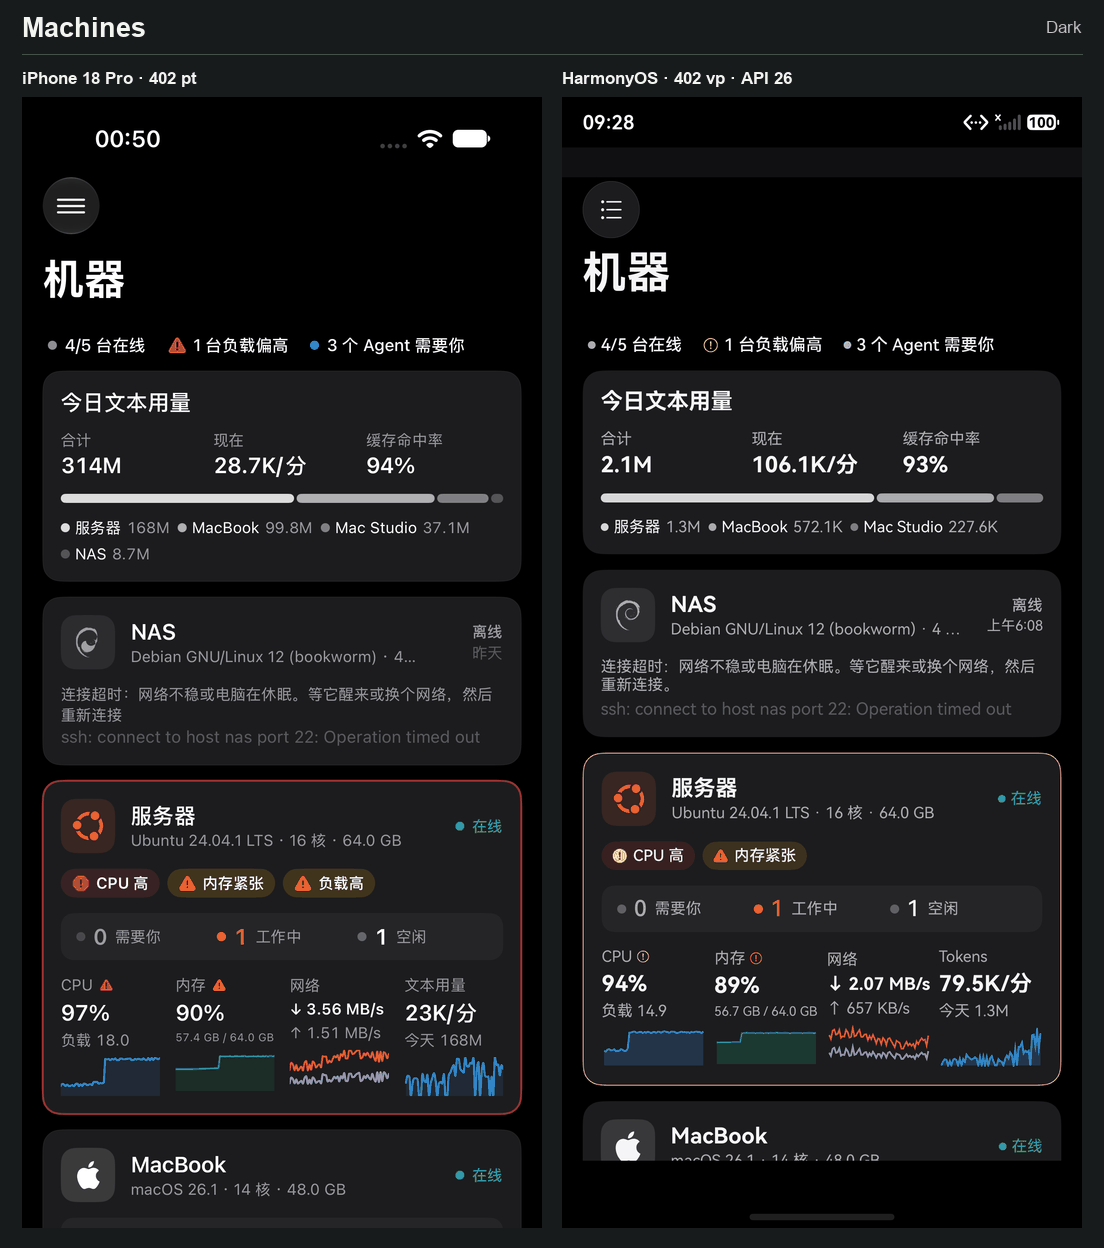 Machines
Dark
iPhone 18 Pro · 402 pt
00:50
机器
4/5 台在线 1 台负载偏高 3 个 Agent 需要你
今日文本用量
合计 现在 缓存命中率
314M 28.7K/分 94%
服务器 168M MacBook 99.8M Mac Studio 37.1M
NAS 8.7M
NAS
离线
Debian GNU/Linux 12 (bookworm) · 4...
昨天
连接超时：网络不稳或电脑在休眠。等它醒来或换个网络，然后
重新连接
ssh: connect to host nas port 22: Operation timed out
服务器
Ubuntu 24.04.1 LTS · 16 核 · 64.0 GB
在线
CPU 高 内存紧张 负载高
0 需要你 1 工作中 1 空闲
CPU 内存 网络 文本用量
97% 90% ↓ 3.56 MB/s 23K/分
负载 18.0 57.4 GB / 64.0 GB ↑ 1.51 MB/s 今天 168M
MacBook
macOS 26.1 · 14 核 · 48.0 GB
在线
HarmonyOS · 402 vp · API 26
09:28
100
机器
4/5 台在线 1 台负载偏高 3 个 Agent 需要你
今日文本用量
合计 现在 缓存命中率
2.1M 106.1K/分 93%
服务器 1.3M MacBook 572.1K Mac Studio 227.6K
NAS
离线
Debian GNU/Linux 12 (bookworm) · 4 ...
上午6:08
连接超时：网络不稳或电脑在休眠。等它醒来或换个网络，然后
重新连接。
ssh: connect to host nas port 22: Operation timed out
服务器
Ubuntu 24.04.1 LTS · 16 核 · 64.0 GB
在线
CPU 高 内存紧张
0 需要你 1 工作中 1 空闲
CPU 内存 网络 Tokens
94% 89% ↓ 2.07 MB/s 79.5K/分
负载 14.9 56.7 GB / 64.0 GB ↑ 657 KB/s 今天 1.3M
MacBook
macOS 26.1 · 14 核 · 48.0 GB
在线